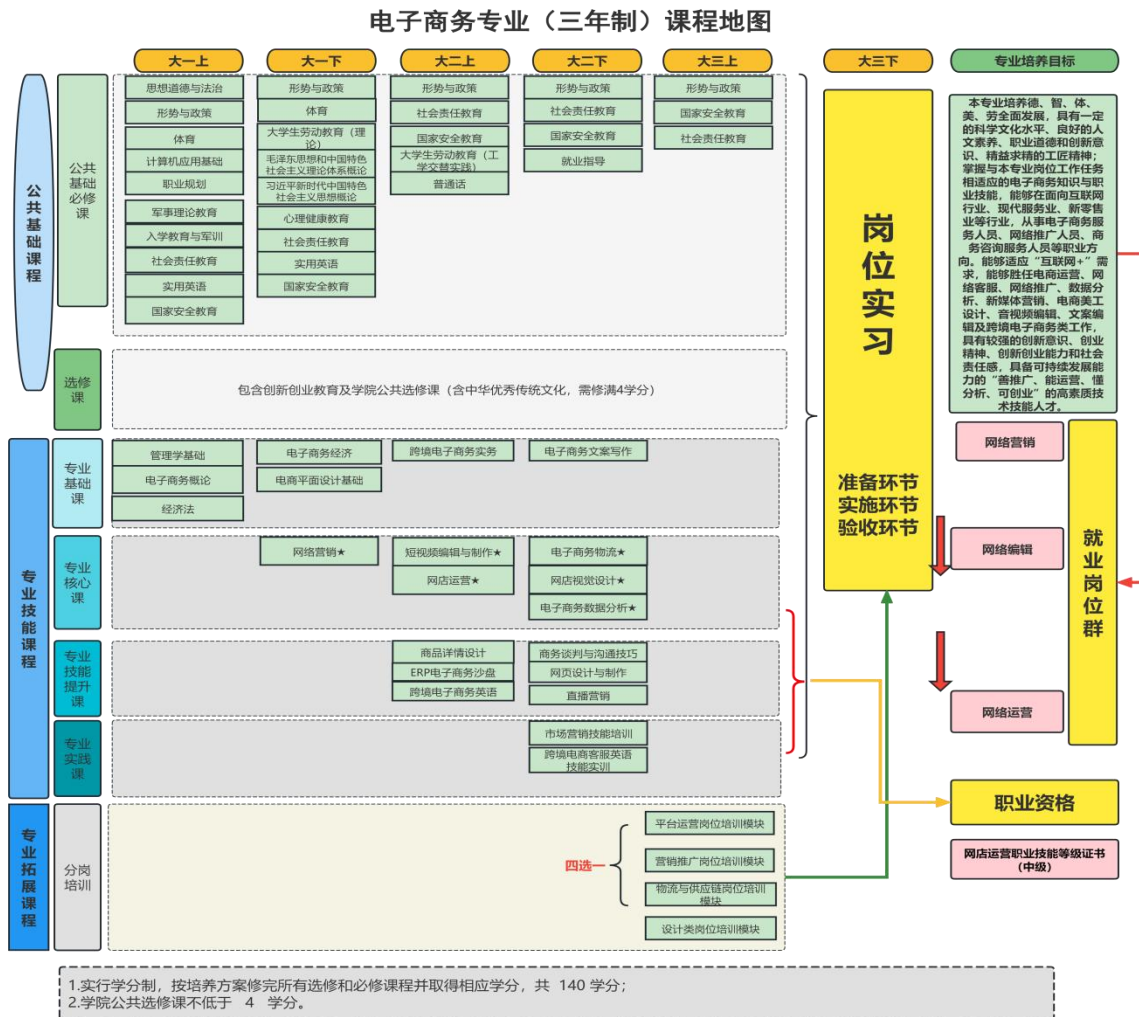 电子商务专业（三年制）课程地图
大一上
大一下
大二上
大二下
大三上
大三下
专业培养目标
公共基础课程
公共
基础
必修
课
思想道德与法治
形势与政策
体育
计算机应用基础
职业规划
军事理论教育
入学教育与军训
社会责任教育
实用英语
国家安全教育
形势与政策
体育
大学生劳动教育（理
论）
毛泽东思想和中国特色
社会主义理论体系概论
习近平新时代中国特色
社会主义思想概论
心理健康教育
社会责任教育
实用英语
国家安全教育
形势与政策
社会责任教育
国家安全教育
大学生劳动教育（工
学交替实践）
普通话
形势与政策
社会责任教育
国家安全教育
就业指导
形势与政策
国家安全教育
社会责任教育
选修
课
包含创新创业教育及学院公共选修课（含中华优秀传统文化，需修满4学分）
专业技能课程
专业
基础
课
管理学基础
电子商务概论
经济法
电子商务经济
电商平面设计基础
跨境电子商务实务
电子商务文案写作
专业
核心
课
网络营销★
短视频编辑与制作★
网店运营★
电子商务物流★
网店视觉设计★
电子商务数据分析★
专业
技能
提升
课
商品详情设计
ERP电子商务沙盘
跨境电子商务英语
商务谈判与沟通技巧
网页设计与制作
直播营销
专业
实践
课
市场营销技能培训
跨境电商客服英语
技能实训
专业拓展课程
分岗
培训
四选一
平台运营岗位培训模块
营销推广岗位培训模块
物流与供应链岗位培训
模块
设计类岗位培训模块
岗位实习
准备环节
实施环节
验收环节
本专业培养德、智、体、
美、劳全面发展，具有一定
的科学文化水平、良好的人
文素养、职业道德和创新意
识、精益求精的工匠精神；
掌握与本专业岗位工作任务
相适应的电子商务知识与职
业技能，能够在面向互联网
行业、现代服务业、新零售
业等行业，从事电子商务服
务人员、网络推广人员、商
务咨询服务人员等职业方
向。能够适应“互联网+”需
求，能够胜任电商运营、网
络客服、网络推广、数据分
析、新媒体营销、电商美工
设计、音视频编辑、文案编
辑及跨境电子商务类工作，
具有较强的创新意识、创业
精神、创新创业能力和社会
责任感，具备可持续发展能
力的“善推广、能运营、懂
分析、可创业”的高素质技
术技能人才。
网络营销
网络编辑
网络运营
就业岗位群
职业资格
网店运营职业技能等级证书
（中级）
1.实行学分制，按培养方案修完所有选修和必修课程并取得相应学分，共 140 学分；
2.学院公共选修课不低于 4 学分。